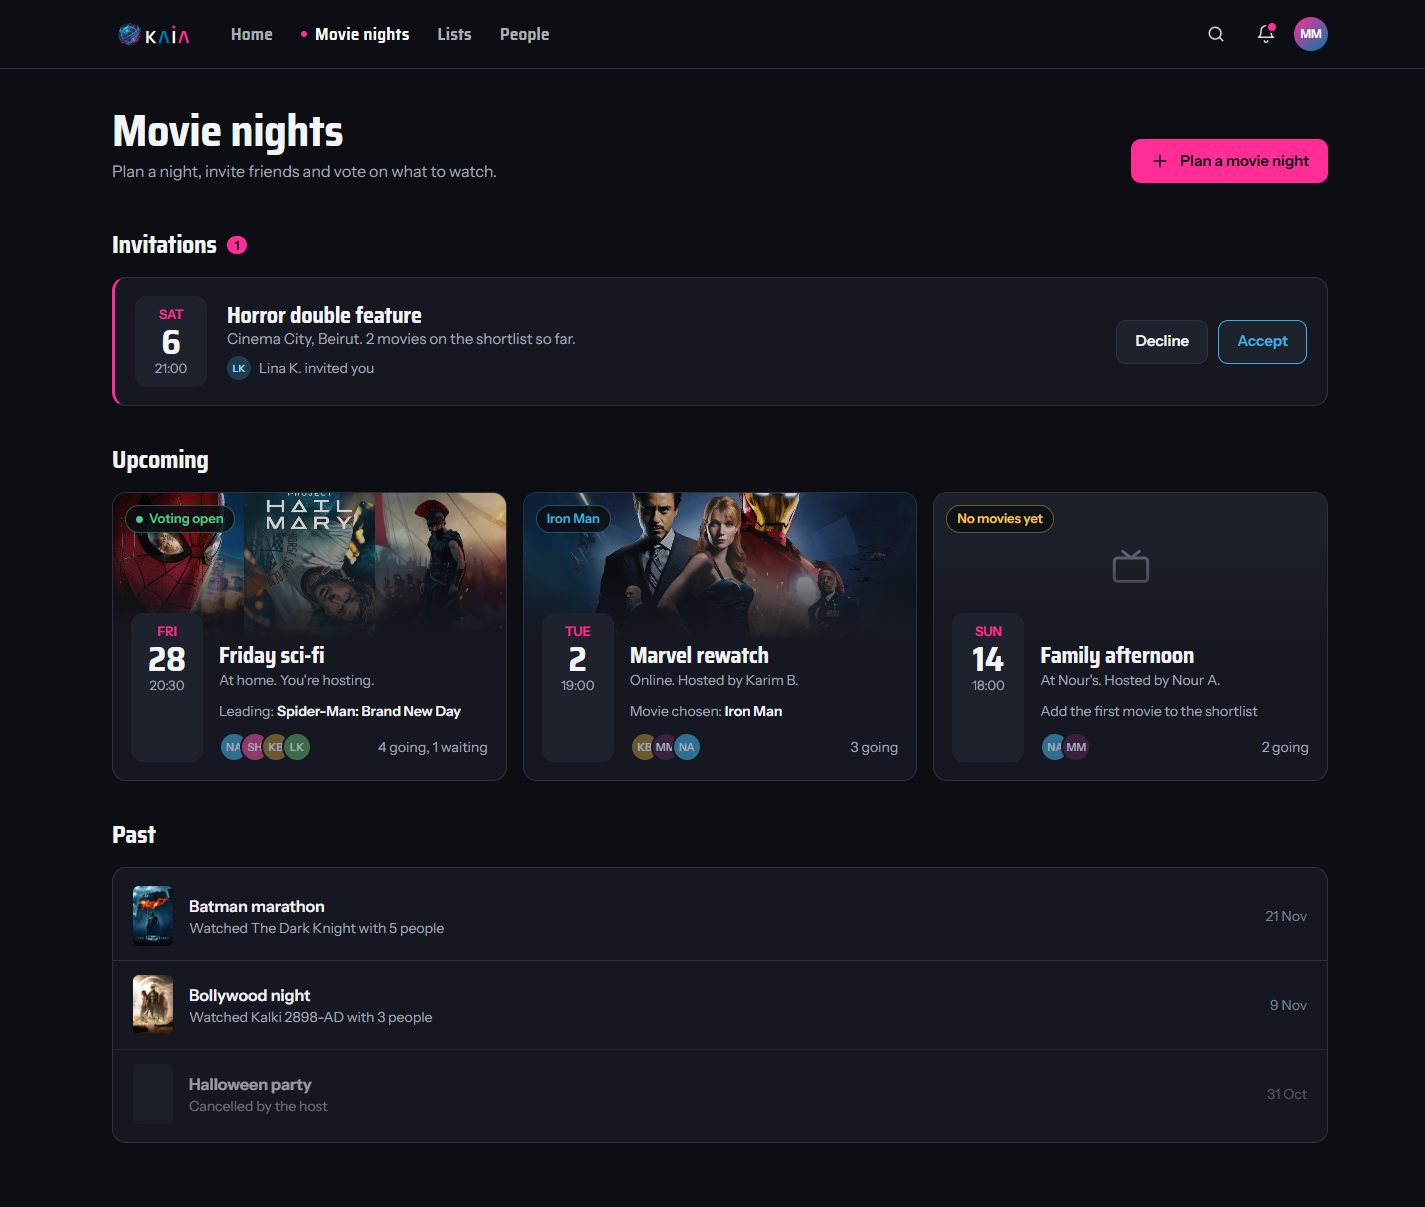 KAIA
Home
Movie nights
Lists
People
MM
Movie nights
Plan a night, invite friends and vote on what to watch.
+ Plan a movie night
Invitations 1
SAT
6
21:00
Horror double feature
Cinema City, Beirut. 2 movies on the shortlist so far.
LK Lina K. invited you
Decline
Accept
Upcoming
Voting open
PROJECT
HAIL
MARY
FRI
28
20:30
Friday sci-fi
At home. You're hosting.
Leading: Spider-Man: Brand New Day
NA SH KB LK
4 going, 1 waiting
Iron Man
TUE
2
19:00
Marvel rewatch
Online. Hosted by Karim B.
Movie chosen: Iron Man
KB MM NA
3 going
No movies yet
SUN
14
18:00
Family afternoon
At Nour's. Hosted by Nour A.
Add the first movie to the shortlist
NA MM
2 going
Past
Batman marathon
Watched The Dark Knight with 5 people
21 Nov
Bollywood night
Watched Kalki 2898-AD with 3 people
9 Nov
Halloween party
Cancelled by the host
31 Oct